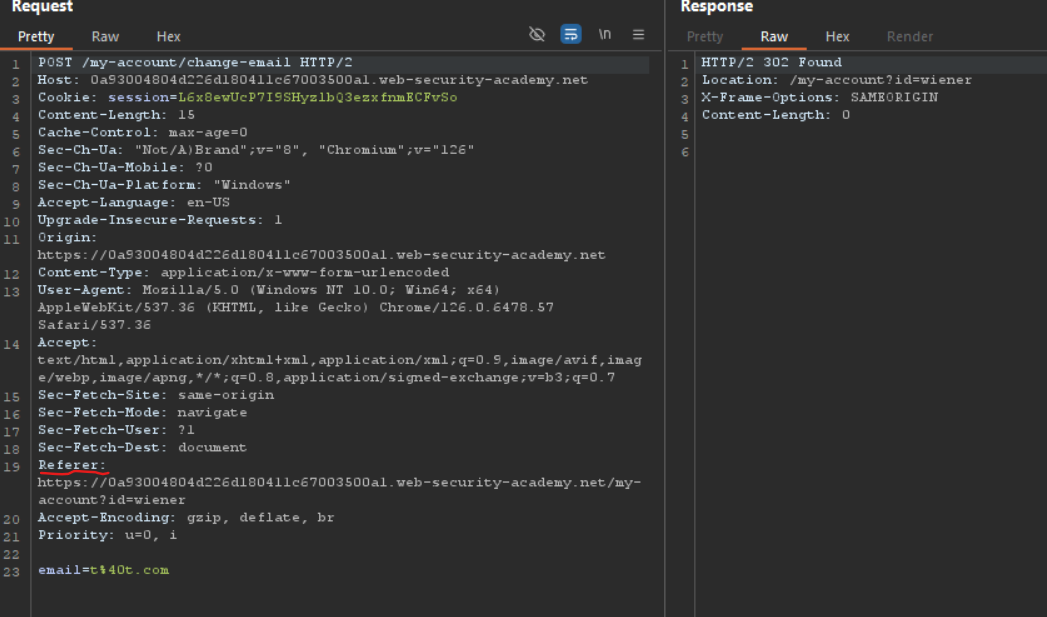 Request
Response
Pretty Raw Hex \n
Pretty Raw Hex Render
1 POST /my-account/change-email HTTP/2
2 Host: 0a93004804d226d180411c67003500a1.web-security-academy.net
3 Cookie: session=L6x8ewUcP7I9SHyzlbQ3ezxfnmECFvSo
4 Content-Length: 15
5 Cache-Control: max-age=0
6 Sec-Ch-Ua: "Not/A)Brand";v="8", "Chromium";v="126"
7 Sec-Ch-Ua-Mobile: ?0
8 Sec-Ch-Ua-Platform: "Windows"
9 Accept-Language: en-US
10 Upgrade-Insecure-Requests: 1
11 Origin:
https://0a93004804d226d180411c67003500a1.web-security-academy.net
12 Content-Type: application/x-www-form-urlencoded
13 User-Agent: Mozilla/5.0 (Windows NT 10.0; Win64; x64)
AppleWebKit/537.36 (KHTML, like Gecko) Chrome/126.0.6478.57
Safari/537.36
14 Accept:
text/html,application/xhtml+xml,application/xml;q=0.9,image/avif,imag
e/webp,image/apng,*/*;q=0.8,application/signed-exchange;v=b3;q=0.7
15 Sec-Fetch-Site: same-origin
16 Sec-Fetch-Mode: navigate
17 Sec-Fetch-User: ?1
18 Sec-Fetch-Dest: document
19 Referer:
https://0a93004804d226d180411c67003500a1.web-security-academy.net/my-
account?id=wiener
20 Accept-Encoding: gzip, deflate, br
21 Priority: u=0, i
22
23 email=t%40t.com
1 HTTP/2 302 Found
2 Location: /my-account?id=wiener
3 X-Frame-Options: SAMEORIGIN
4 Content-Length: 0
5
6